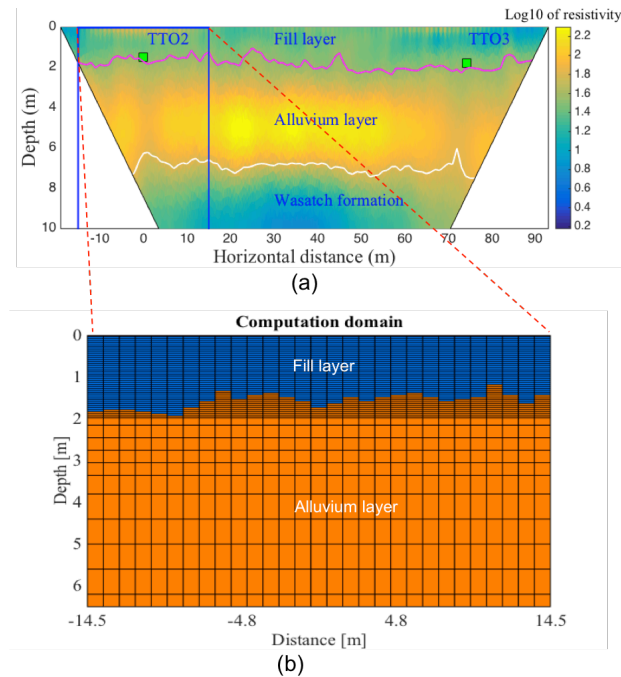 Log10 of resistivity
TTO2 Fill layer TTO3
Alluvium layer
Wasatch formation
Depth (m)
0
2
4
6
8
10
-10 0 10 20 30 40 50 60 70 80 90
Horizontal distance (m)
2.2
2
1.8
1.6
1.4
1.2
1
0.8
0.6
0.4
0.2
(a)
Computation domain
Fill layer
Alluvium layer
Depth [m]
0
1
2
3
4
5
6
-14.5 -4.8 4.8 14.5
Distance [m]
(b)